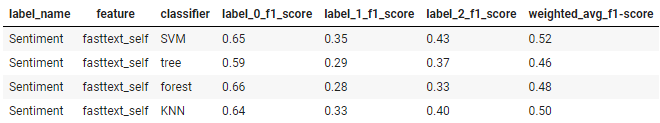 label_name feature classifier label_0_f1_score label_1_f1_score label_2_f1_score weighted_avg_f1-score
Sentiment fasttext_self SVM 0.65 0.35 0.43 0.52
Sentiment fasttext_self tree 0.59 0.29 0.37 0.46
Sentiment fasttext_self forest 0.66 0.28 0.33 0.48
Sentiment fasttext_self KNN 0.64 0.33 0.40 0.50